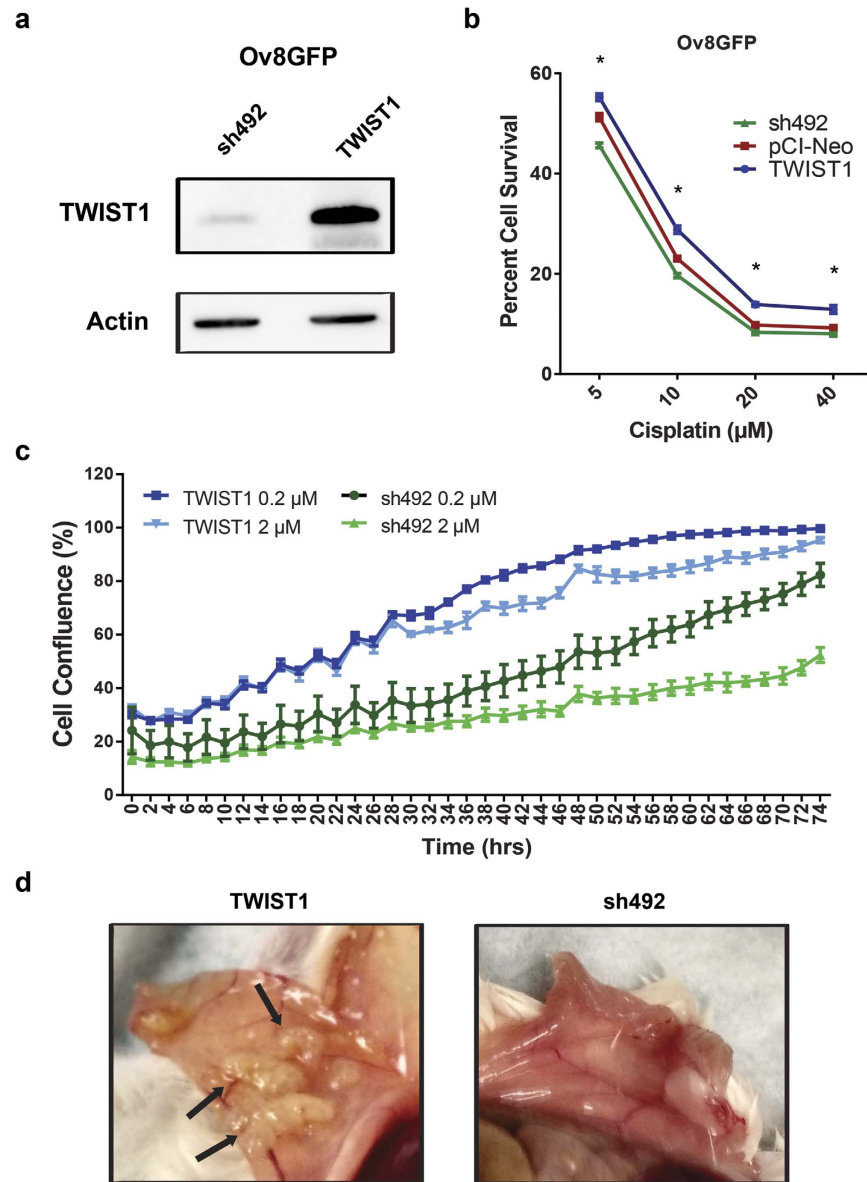 a
Ov8GFP
sh492
TWIST1
TWIST1
Actin
b
Ov8GFP
*
*
*
*
sh492
pCI-Neo
TWIST1
Percent Cell Survival
60
40
20
0
5
10
20
40
Cisplatin (µM)
c
Cell Confluence (%)
120
100
80
60
40
20
0
TWIST1 0.2 µM
sh492 0.2 µM
TWIST1 2 µM
sh492 2 µM
0 2 4 6 8 10 12 14 16 18 20 22 24 26 28 30 32 34 36 38 40 42 44 46 48 50 52 54 56 58 60 62 64 66 68 70 72 74
Time (hrs)
d
TWIST1
sh492